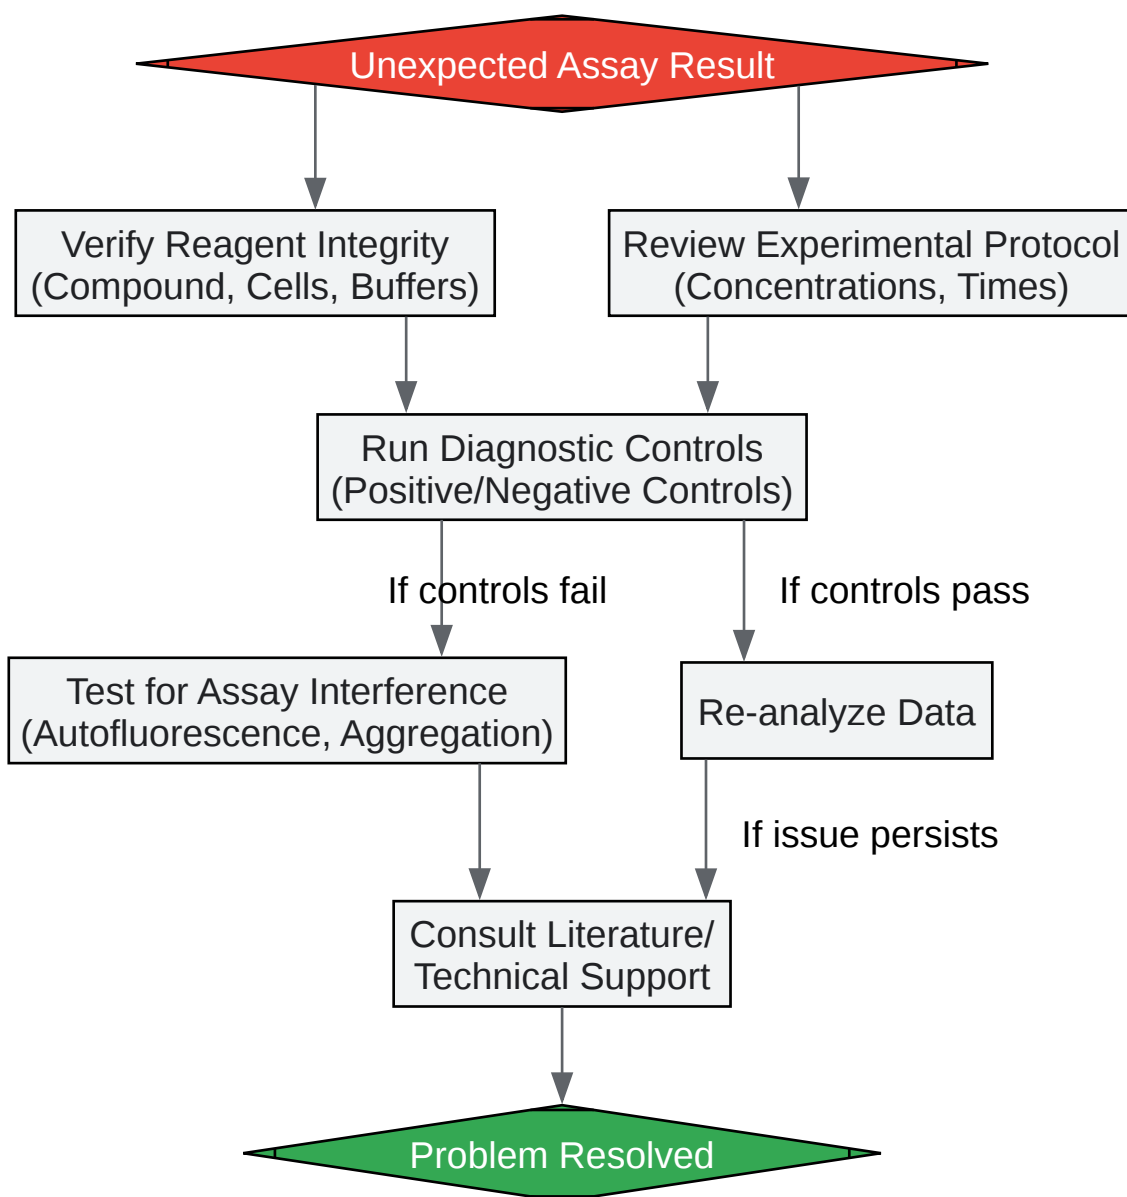 Unexpected Assay Result
Verify Reagent Integrity
(Compound, Cells, Buffers)
Review Experimental Protocol
(Concentrations, Times)
Run Diagnostic Controls
(Positive/Negative Controls)
If controls fail
If controls pass
Test for Assay Interference
(Autofluorescence, Aggregation)
Re-analyze Data
If issue persists
Consult Literature/
Technical Support
Problem Resolved